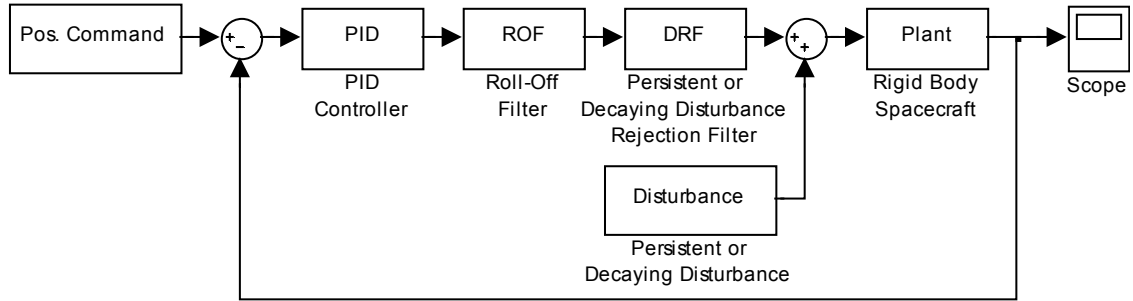 Pos. Command
+
−
PID
PID
Controller
ROF
Roll-Off
Filter
DRF
Persistent or
Decaying Disturbance
Rejection Filter
+
+
Plant
Rigid Body
Spacecraft
Scope
Disturbance
Persistent or
Decaying Disturbance